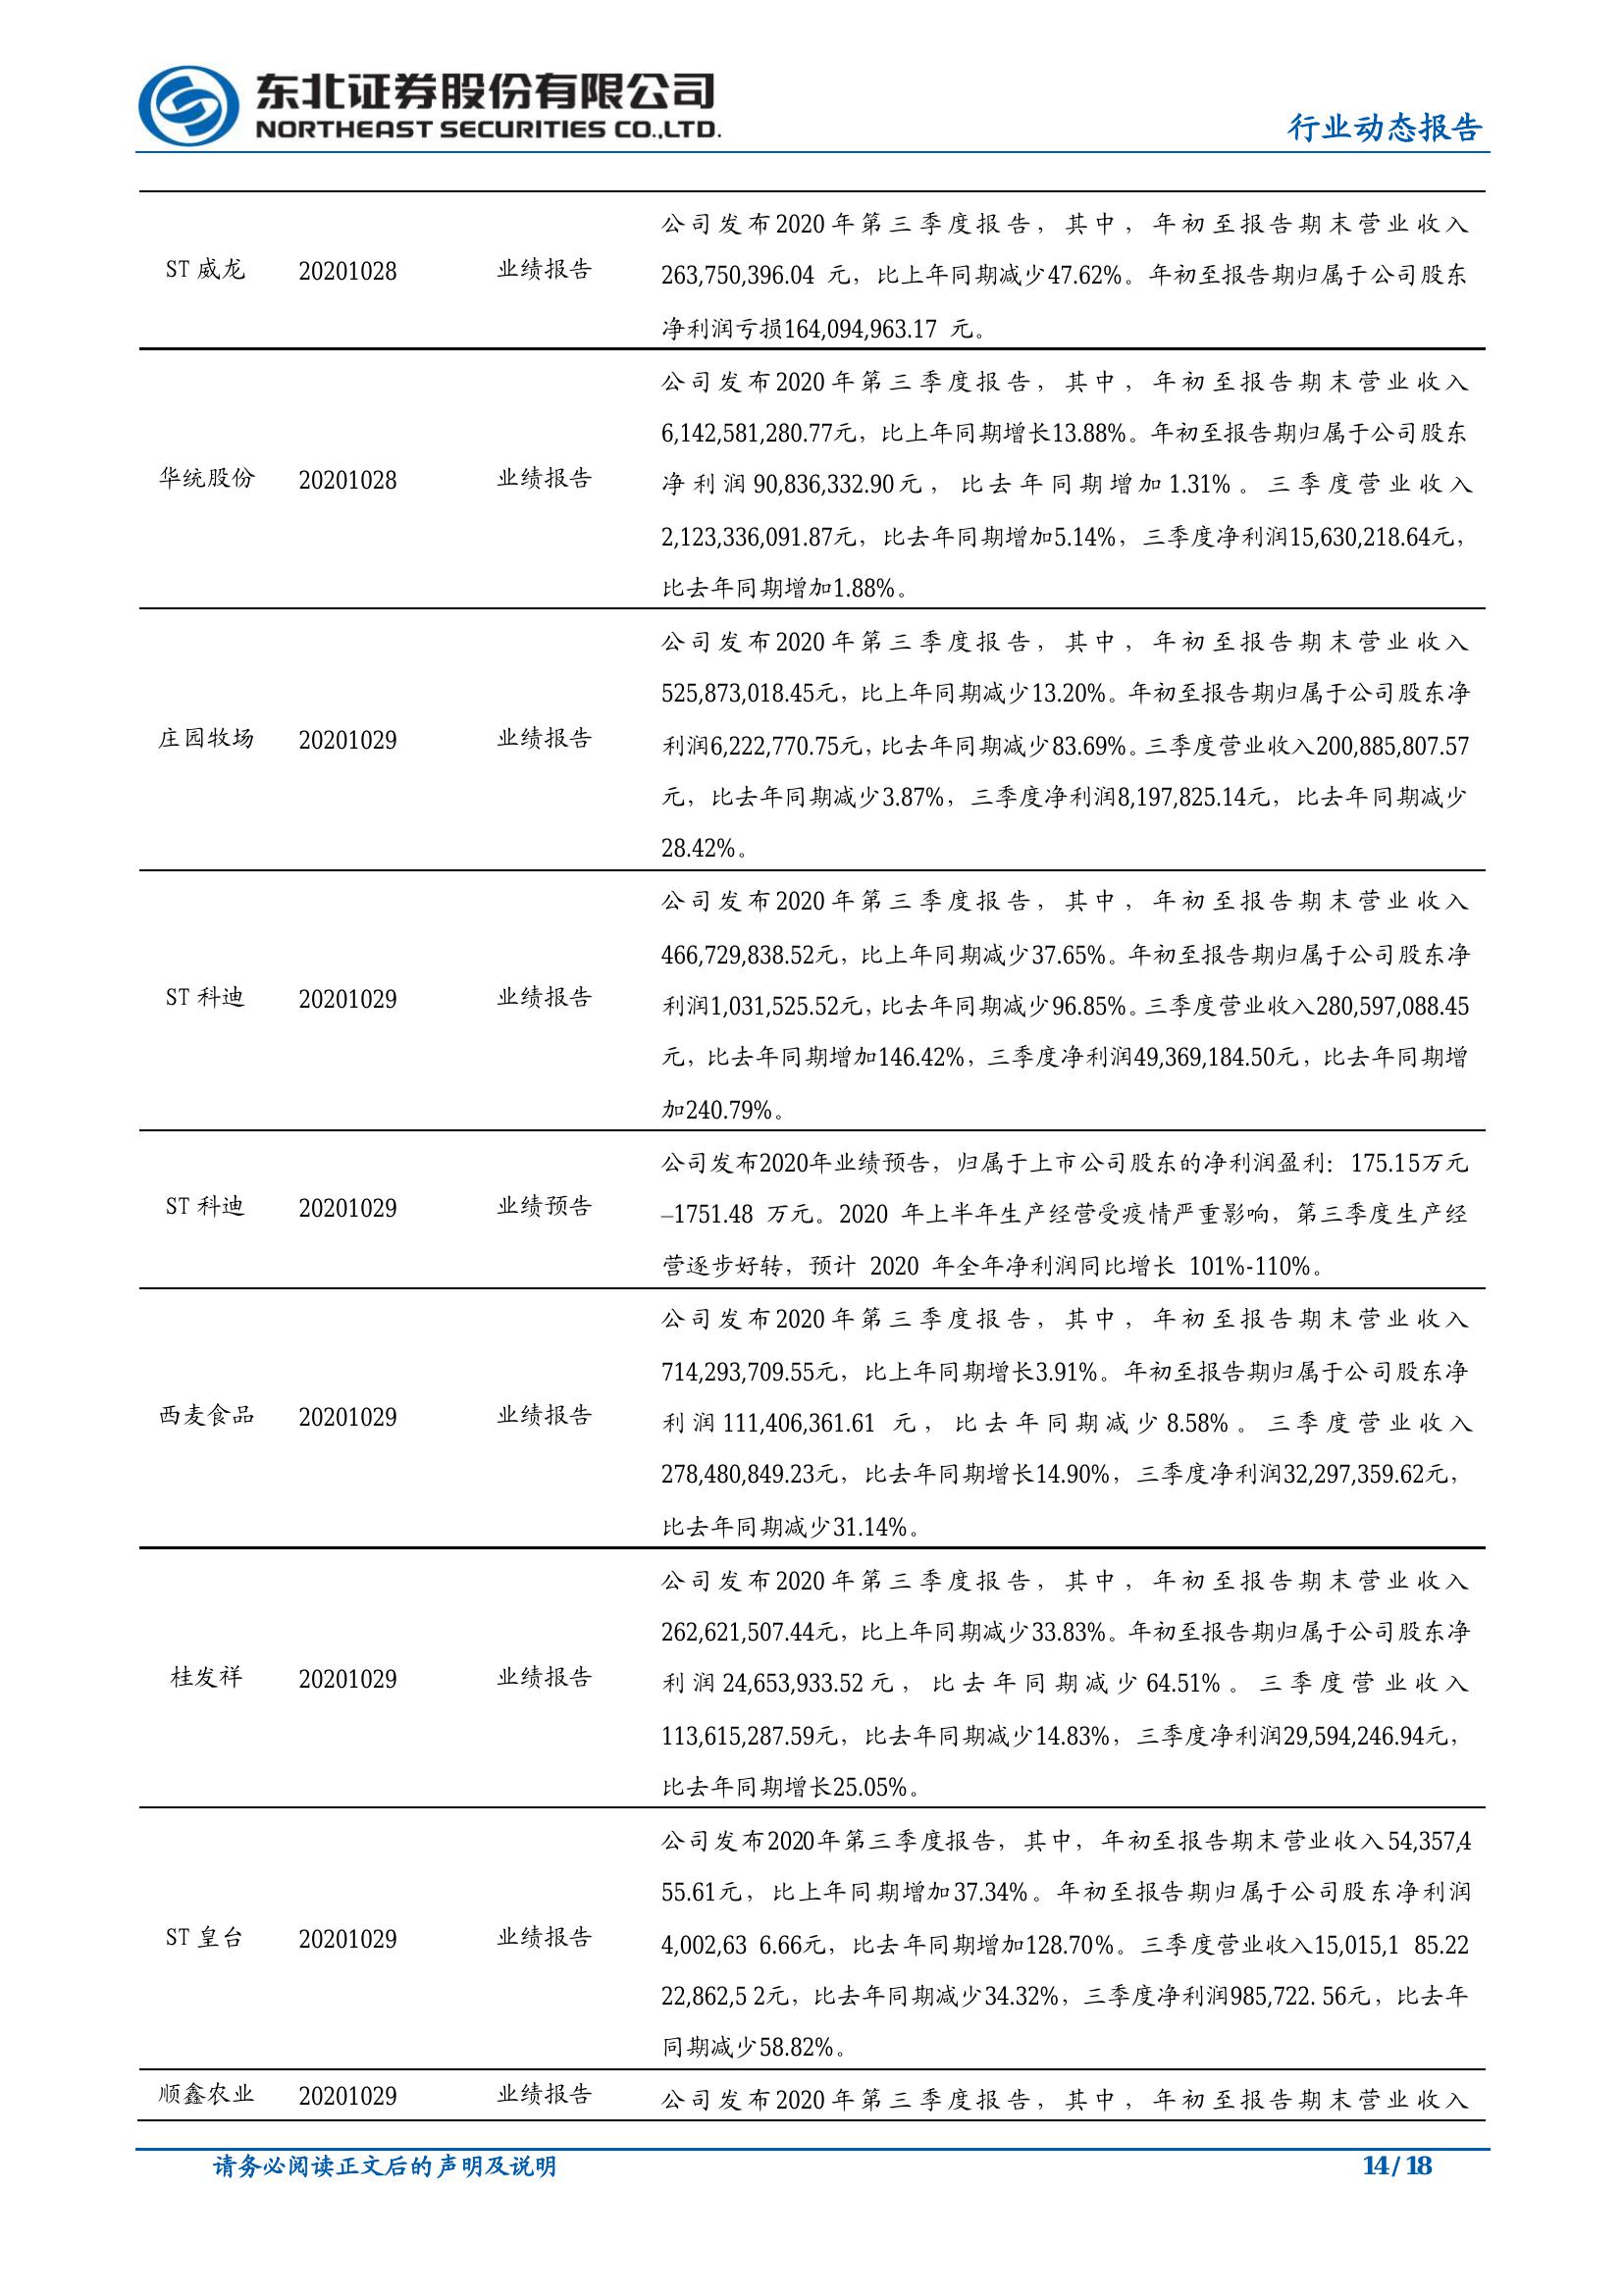 东北证券股份有限公司
NORTHEAST SECURITIES CO.,LTD.
行业动态报告
公司发布2020年第三季度报告，其中，年初至报告期末营业收入
ST 威龙 20201028 业绩报告 263,750,396.04 元，比上年同期减少47.62%。年初至报告期归属于公司股东
净利润亏损164,094,963.17 元。
公司发布2020年第三季度报告，其中，年初至报告期末营业收入
6,142,581,280.77元，比上年同期增长13.88%。年初至报告期归属于公司股东
华统股份 20201028 业绩报告 净利润90,836,332.90元，比去年同期增加1.31%。三季度营业收入
2,123,336,091.87元，比去年同期增加5.14%，三季度净利润15,630,218.64元，
比去年同期增加1.88%。
公司发布2020年第三季度报告，其中，年初至报告期末营业收入
525,873,018.45元，比上年同期减少13.20%。年初至报告期归属于公司股东净
庄园牧场 20201029 业绩报告 利润6,222,770.75元，比去年同期减少83.69%。三季度营业收入200,885,807.57
元，比去年同期减少3.87%，三季度净利润8,197,825.14元，比去年同期减少
28.42%。
公司发布2020年第三季度报告，其中，年初至报告期末营业收入
466,729,838.52元，比上年同期减少37.65%。年初至报告期归属于公司股东净
ST 科迪 20201029 业绩报告 利润1,031,525.52元，比去年同期减少96.85%。三季度营业收入280,597,088.45
元，比去年同期增加146.42%，三季度净利润49,369,184.50元，比去年同期增
加240.79%。
公司发布2020年业绩预告，归属于上市公司股东的净利润盈利：175.15万元
ST 科迪 20201029 业绩预告 –1751.48 万元。2020 年上半年生产经营受疫情严重影响，第三季度生产经
营逐步好转，预计 2020 年全年净利润同比增长 101%-110%。
公司发布2020年第三季度报告，其中，年初至报告期末营业收入
714,293,709.55元，比上年同期增长3.91%。年初至报告期归属于公司股东净
西麦食品 20201029 业绩报告 利润111,406,361.61 元，比去年同期减少8.58%。三季度营业收入
278,480,849.23元，比去年同期增长14.90%，三季度净利润32,297,359.62元，
比去年同期减少31.14%。
公司发布2020年第三季度报告，其中，年初至报告期末营业收入
262,621,507.44元，比上年同期减少33.83%。年初至报告期归属于公司股东净
桂发祥 20201029 业绩报告 利润24,653,933.52元，比去年同期减少64.51%。三季度营业收入
113,615,287.59元，比去年同期减少14.83%，三季度净利润29,594,246.94元，
比去年同期增长25.05%。
公司发布2020年第三季度报告，其中，年初至报告期末营业收入54,357,4
55.61元，比上年同期增加37.34%。年初至报告期归属于公司股东净利润
ST 皇台 20201029 业绩报告 4,002,63 6.66元，比去年同期增加128.70%。三季度营业收入15,015,1 85.22
22,862,5 2元，比去年同期减少34.32%，三季度净利润985,722. 56元，比去年
同期减少58.82%。
顺鑫农业 20201029 业绩报告 公司发布2020年第三季度报告，其中，年初至报告期末营业收入
请务必阅读正文后的声明及说明 14 / 18